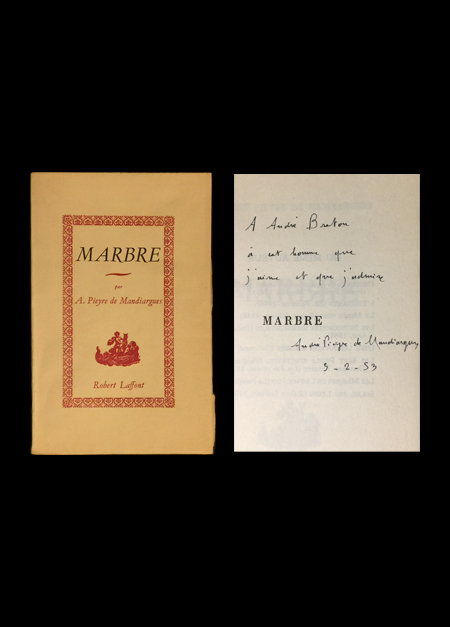 MARBRE
par
A. Pieyre de Mandiargues
Robert Laffont
A André Breton
à cet homme que
j'aime et que j'admire
MARBRE
André Pieyre de Mandiargues
3-2-53